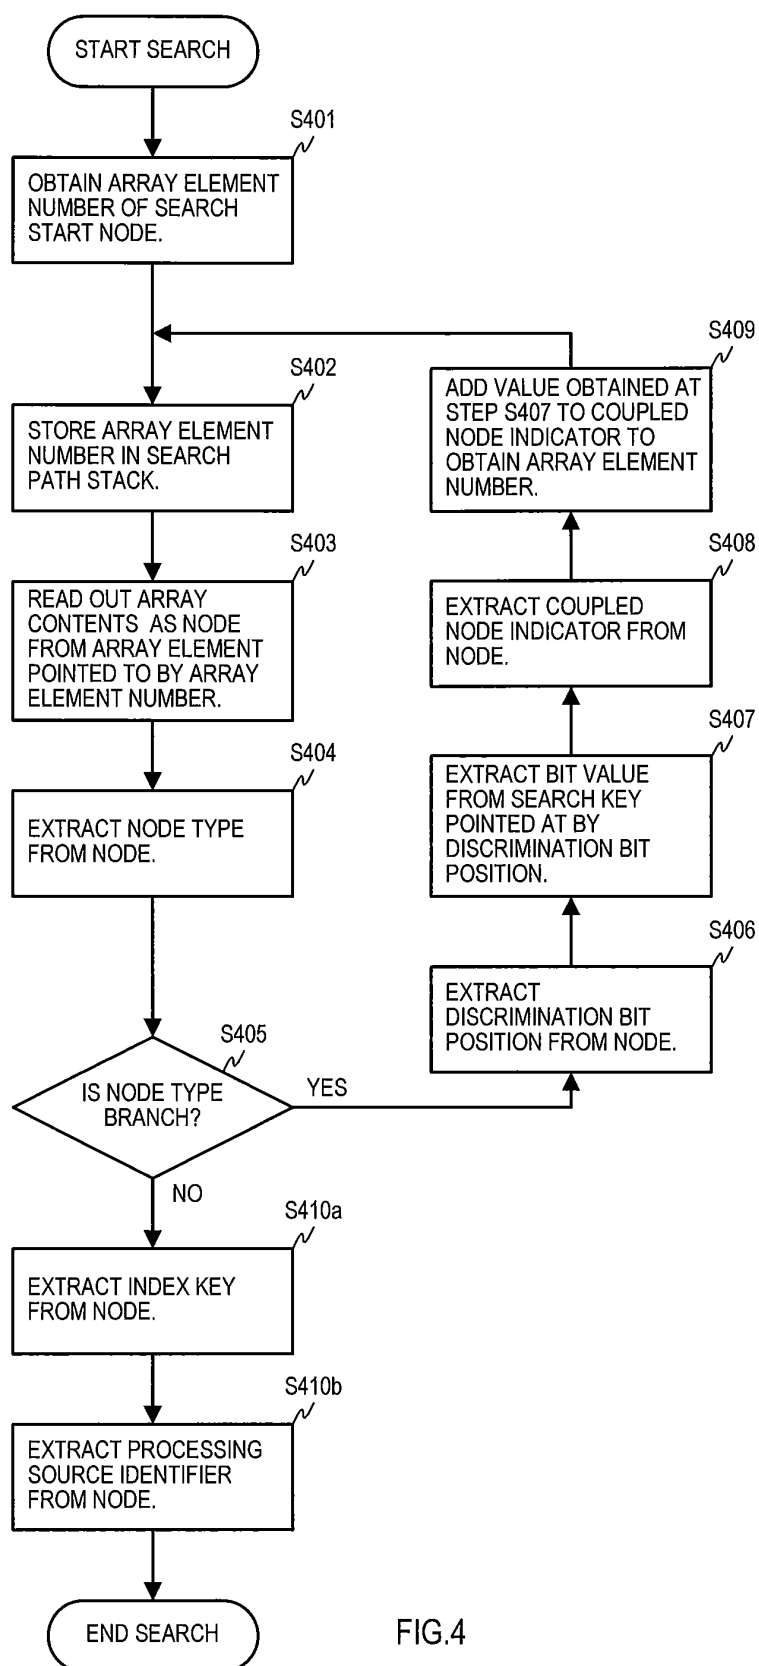 START SEARCH
S401
OBTAIN ARRAY ELEMENT
NUMBER OF SEARCH
START NODE.
S402
STORE ARRAY ELEMENT
NUMBER IN SEARCH
PATH STACK.
S403
READ OUT ARRAY
CONTENTS AS NODE
FROM ARRAY ELEMENT
POINTED TO BY ARRAY
ELEMENT NUMBER.
S404
EXTRACT NODE TYPE
FROM NODE.
S405
IS NODE TYPE
BRANCH?
YES
NO
S406
EXTRACT
DISCRIMINATION BIT
POSITION FROM NODE.
S407
EXTRACT BIT VALUE
FROM SEARCH KEY
POINTED AT BY
DISCRIMINATION BIT
POSITION.
S408
EXTRACT COUPLED
NODE INDICATOR FROM
NODE.
S409
ADD VALUE OBTAINED AT
STEP S407 TO COUPLED
NODE INDICATOR TO
OBTAIN ARRAY ELEMENT
NUMBER.
S410a
EXTRACT INDEX KEY
FROM NODE.
S410b
EXTRACT PROCESSING
SOURCE IDENTIFIER
FROM NODE.
END SEARCH
FIG.4